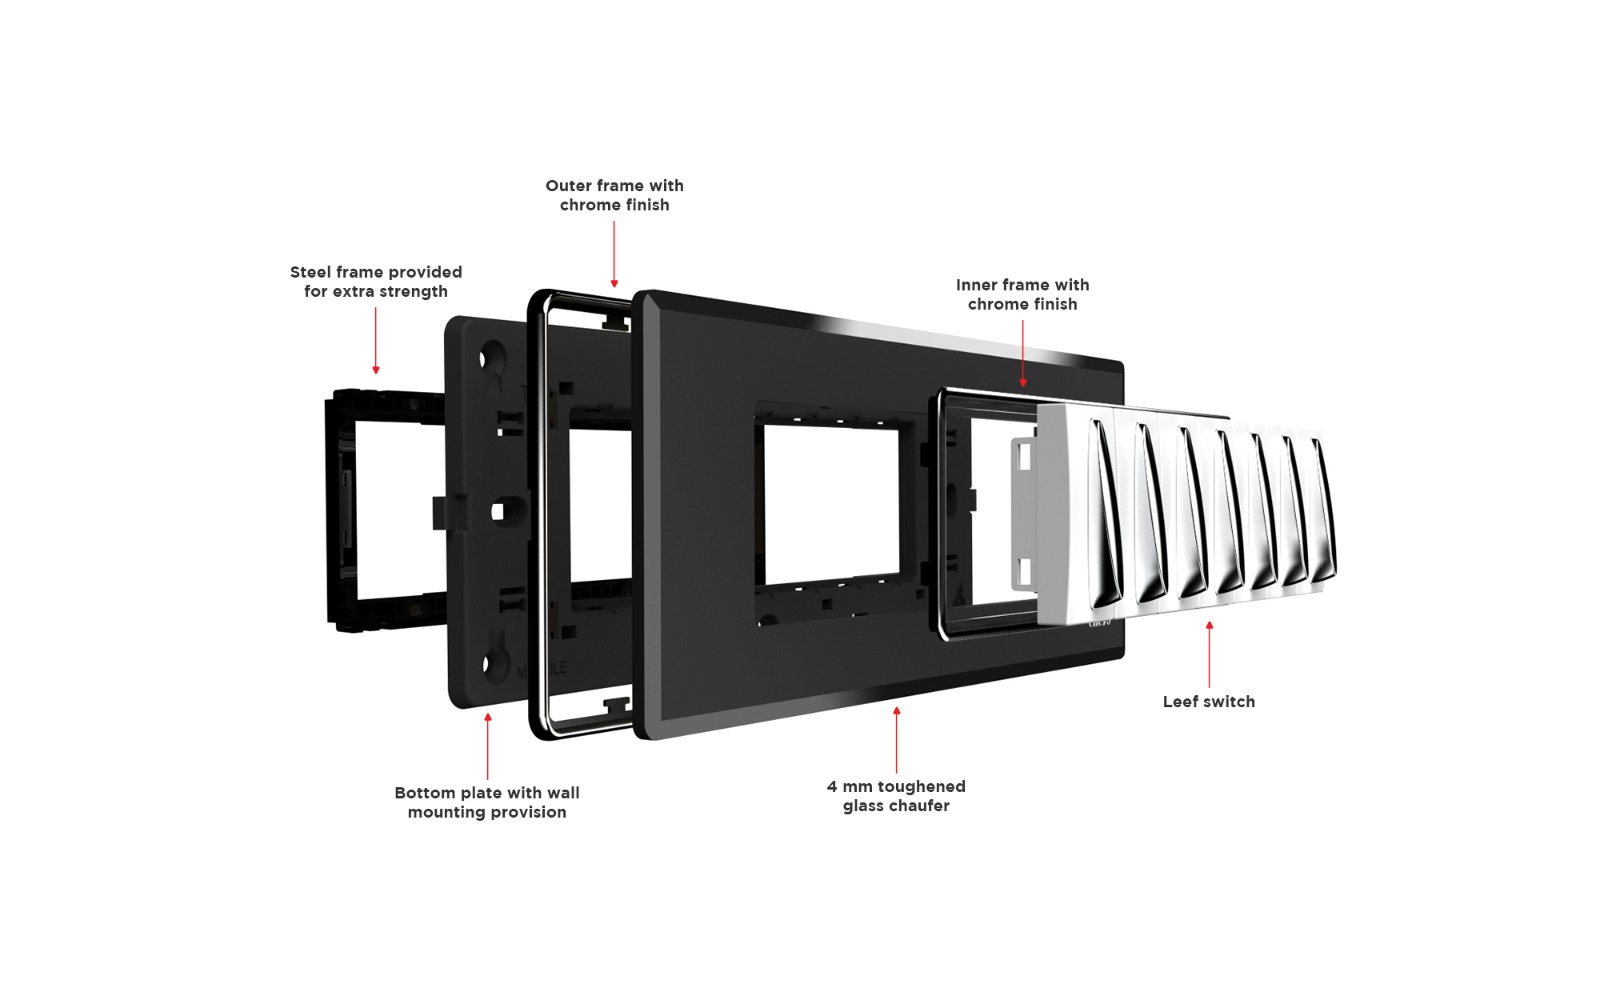 Outer frame with
chrome finish
Steel frame provided
for extra strength
Inner frame with
chrome finish
Leef switch
4 mm toughened
glass chaufer
Bottom plate with wall
mounting provision